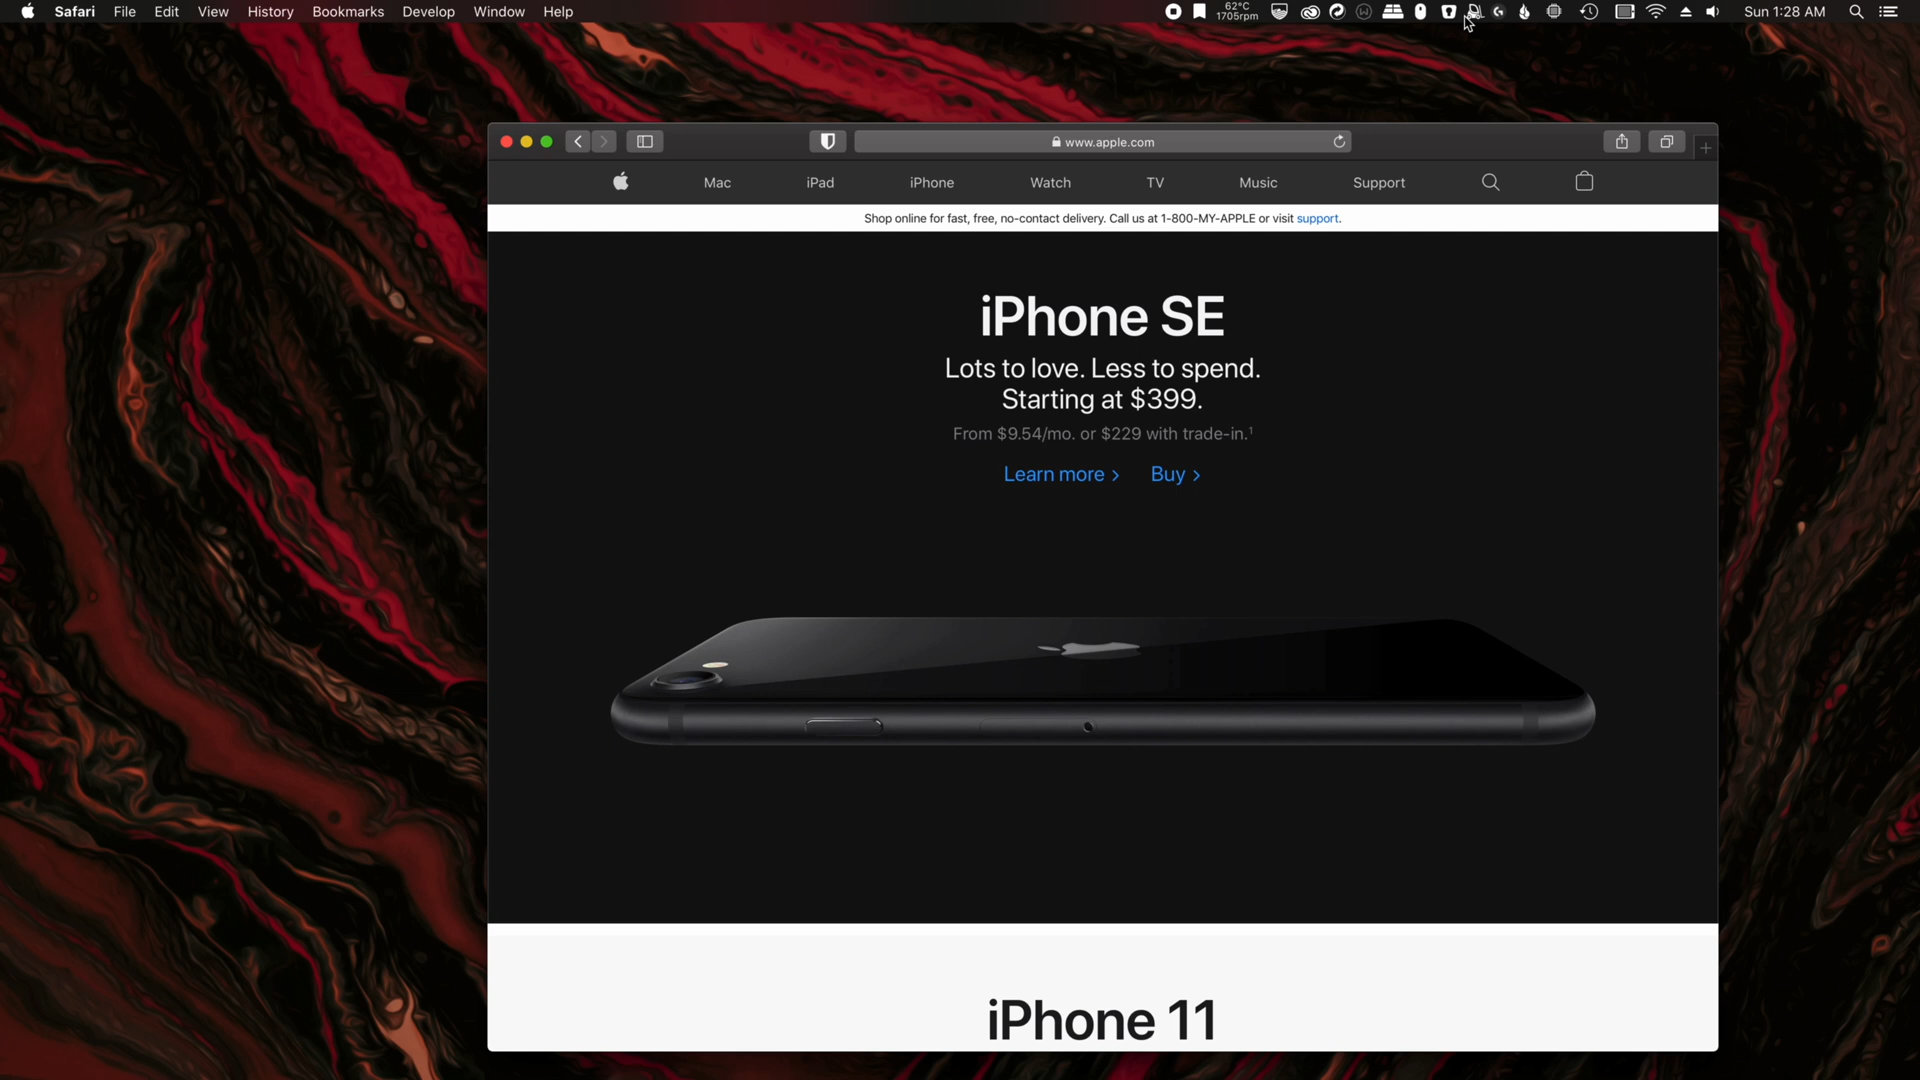 Safari File Edit View History Bookmarks Develop Window Help
62°C
1705rpm
Sun 1:28 AM
www.apple.com
Mac iPad iPhone Watch TV Music Support
Shop online for fast, free, no-contact delivery. Call us at 1-800-MY-APPLE or visit support.
iPhone SE
Lots to love. Less to spend.
Starting at $399.
From $9.54/mo. or $229 with trade-in.¹
Learn more > Buy >
iPhone 11